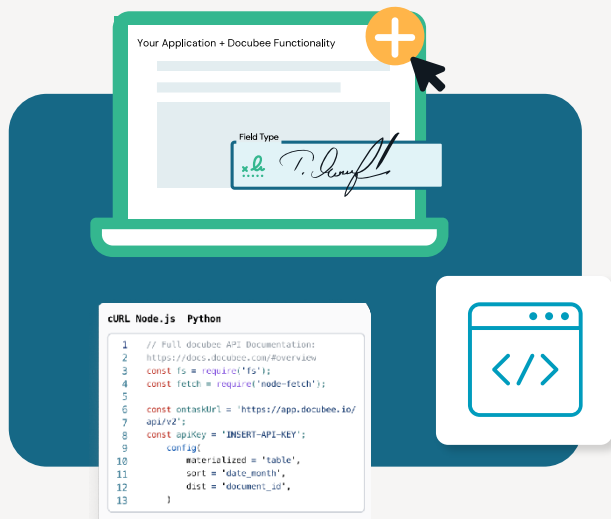 Your Application + Docubee Functionality
Field Type
cURL Node.js Python
1 // Full docubee API Documentation:
2 https://docs.docubee.com/#overview
3 const fs = require('fs');
4 const fetch = require('node-fetch');
5
6 const ontaskUrl = 'https://app.docubee.io/
7 api/v2';
8 const apiKey = 'INSERT-API-KEY';
9 config(
10 materialized = 'table',
11 sort = 'date_month',
12 dist = 'document_id',
13 )